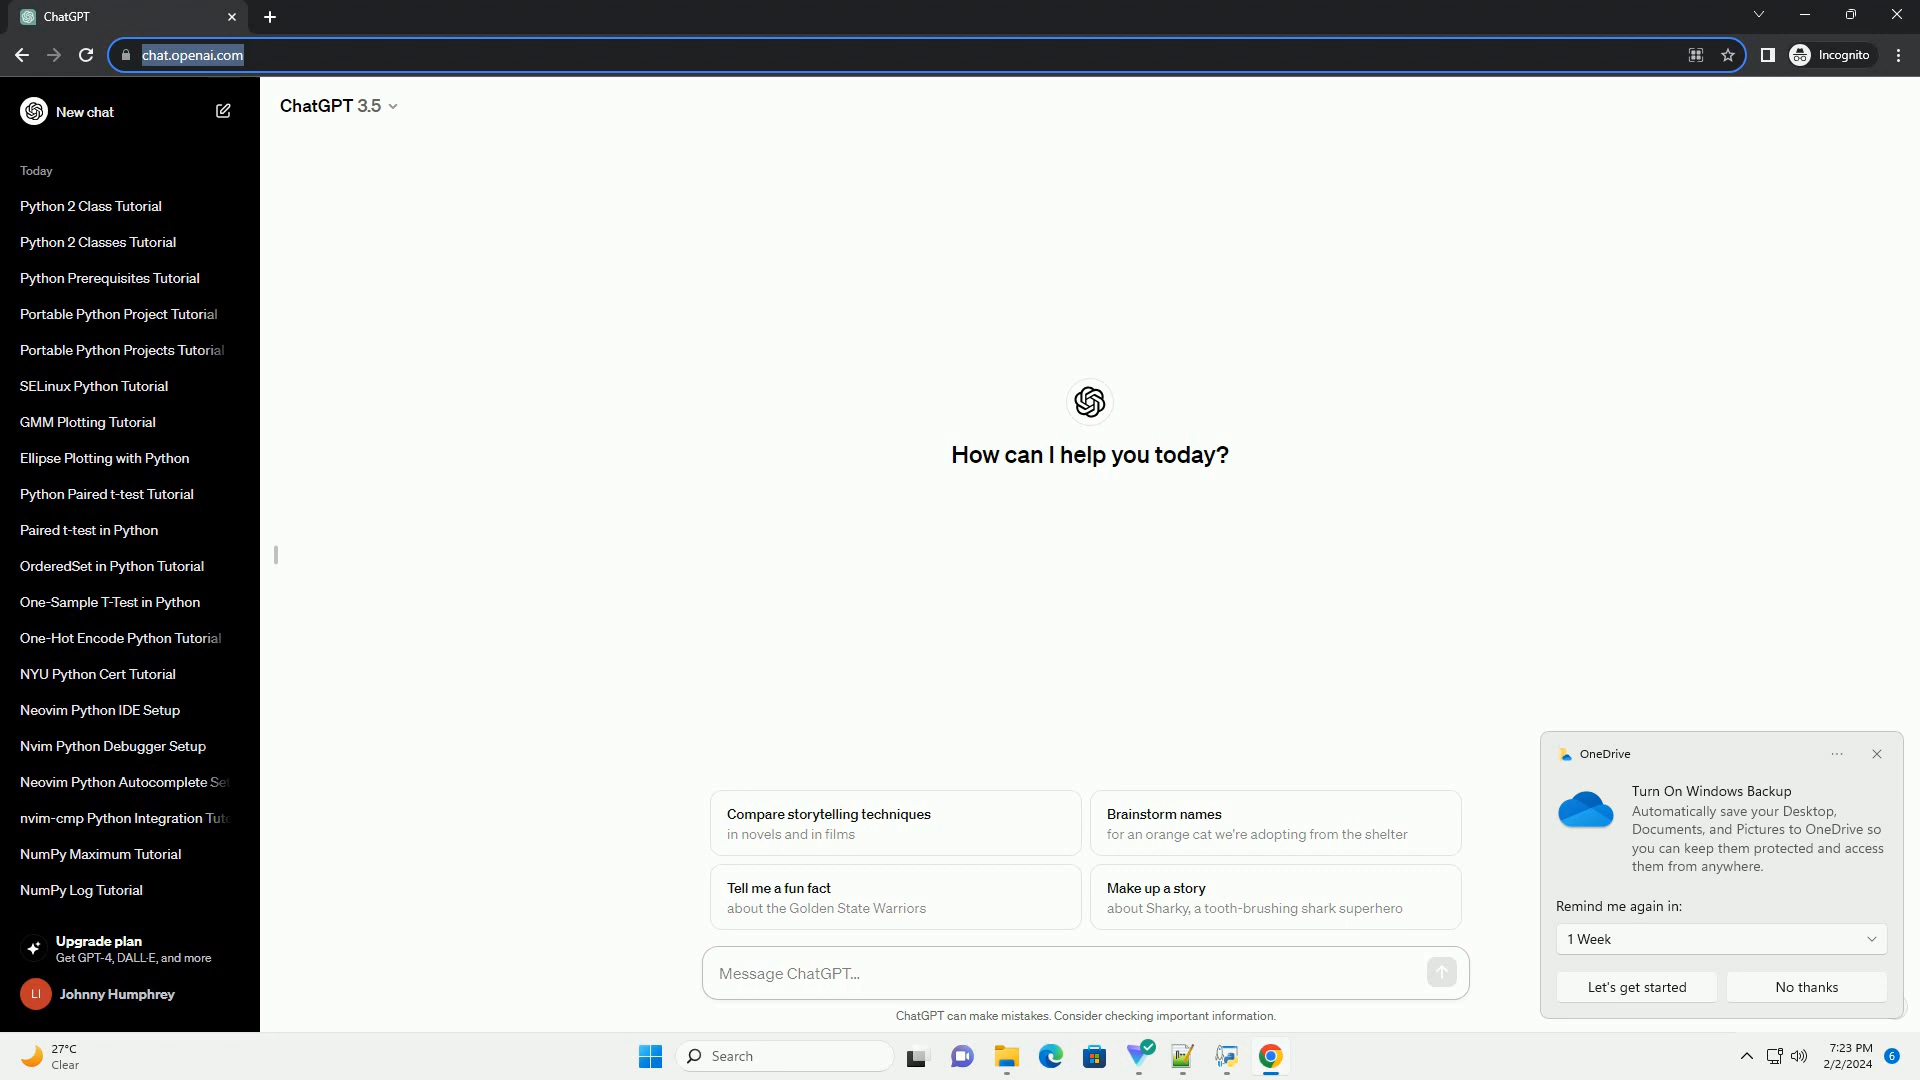 ChatGPT
chat.openai.com
Incognito
New chat
ChatGPT 3.5
Today
Python 2 Class Tutorial
Python 2 Classes Tutorial
Python Prerequisites Tutorial
Portable Python Project Tutorial
Portable Python Projects Tutorial
SELinux Python Tutorial
GMM Plotting Tutorial
Ellipse Plotting with Python
Python Paired t-test Tutorial
Paired t-test in Python
OrderedSet in Python Tutorial
One-Sample T-Test in Python
One-Hot Encode Python Tutorial
NYU Python Cert Tutorial
Neovim Python IDE Setup
Nvim Python Debugger Setup
Neovim Python Autocomplete Set
nvim-cmp Python Integration Tuto
NumPy Maximum Tutorial
NumPy Log Tutorial
Upgrade plan
Get GPT-4, DALL·E, and more
LI
Johnny Humphrey
How can I help you today?
Compare storytelling techniques
in novels and in films
Brainstorm names
for an orange cat we're adopting from the shelter
Tell me a fun fact
about the Golden State Warriors
Make up a story
about Sharky, a tooth-brushing shark superhero
Message ChatGPT...
ChatGPT can make mistakes. Consider checking important information.
OneDrive
Turn On Windows Backup
Automatically save your Desktop,
Documents, and Pictures to OneDrive so
you can keep them protected and access
them from anywhere.
Remind me again in:
1 Week
Let's get started
No thanks
27°C
Clear
Search
7:23 PM
2/2/2024
6